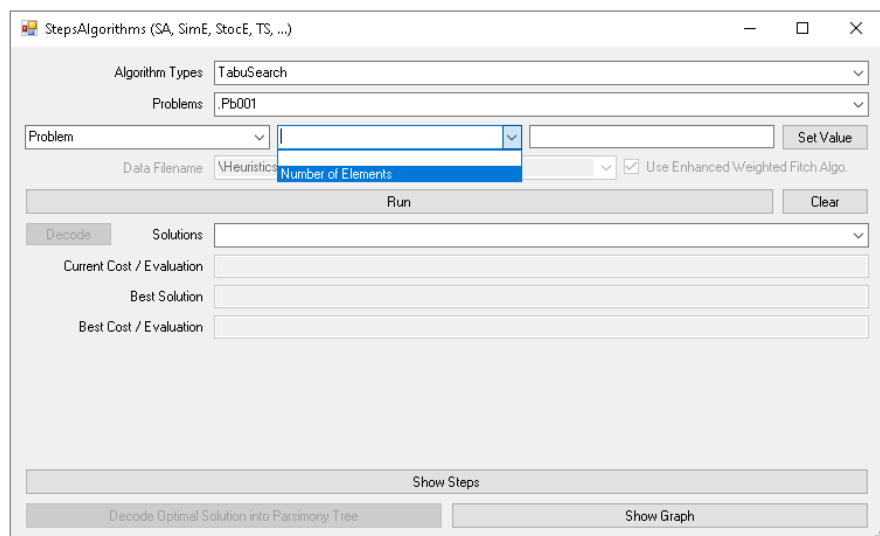 StepsAlgorithms (SA, SimE, StocE, TS, ...)
Algorithm Types TabuSearch
Problems .Pb001
Problem Set Value
Number of Elements
Data Filename \Heuristics Use Enhanced Weighted Fitch Algo.
Run Clear
Decode Solutions
Current Cost / Evaluation
Best Solution
Best Cost / Evaluation
Show Steps
Decode Optimal Solution into Parsimony Tree Show Graph